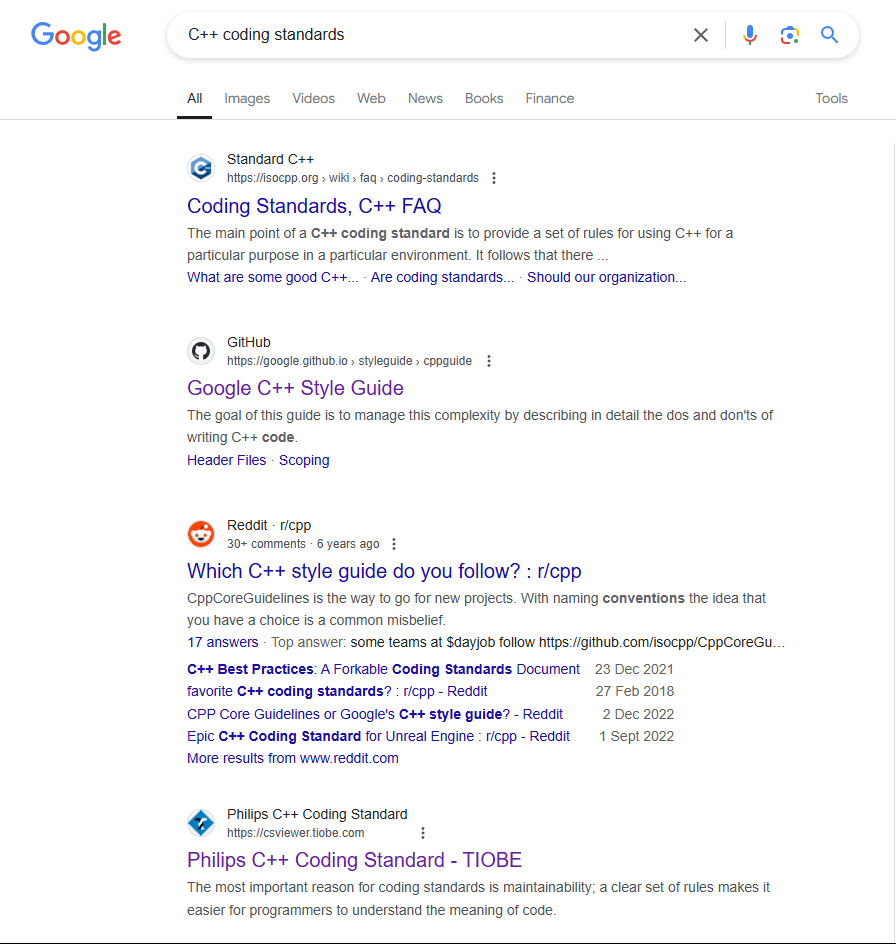 Google
C++ coding standards
All Images Videos Web News Books Finance Tools
Standard C++
https://isocpp.org › wiki › faq › coding-standards
Coding Standards, C++ FAQ
The main point of a C++ coding standard is to provide a set of rules for using C++ for a
particular purpose in a particular environment. It follows that there ...
What are some good C++... · Are coding standards... · Should our organization...
GitHub
https://google.github.io › styleguide › cppguide
Google C++ Style Guide
The goal of this guide is to manage this complexity by describing in detail the dos and don'ts of
writing C++ code.
Header Files · Scoping
Reddit · r/cpp
30+ comments · 6 years ago
Which C++ style guide do you follow? : r/cpp
CppCoreGuidelines is the way to go for new projects. With naming conventions the idea that
you have a choice is a common misbelief.
17 answers · Top answer: some teams at $dayjob follow https://github.com/isocpp/CppCoreGu…
C++ Best Practices: A Forkable Coding Standards Document 23 Dec 2021
favorite C++ coding standards? : r/cpp - Reddit 27 Feb 2018
CPP Core Guidelines or Google's C++ style guide? - Reddit 2 Dec 2022
Epic C++ Coding Standard for Unreal Engine : r/cpp - Reddit 1 Sept 2022
More results from www.reddit.com
Philips C++ Coding Standard
https://csviewer.tiobe.com
Philips C++ Coding Standard - TIOBE
The most important reason for coding standards is maintainability; a clear set of rules makes it
easier for programmers to understand the meaning of code.